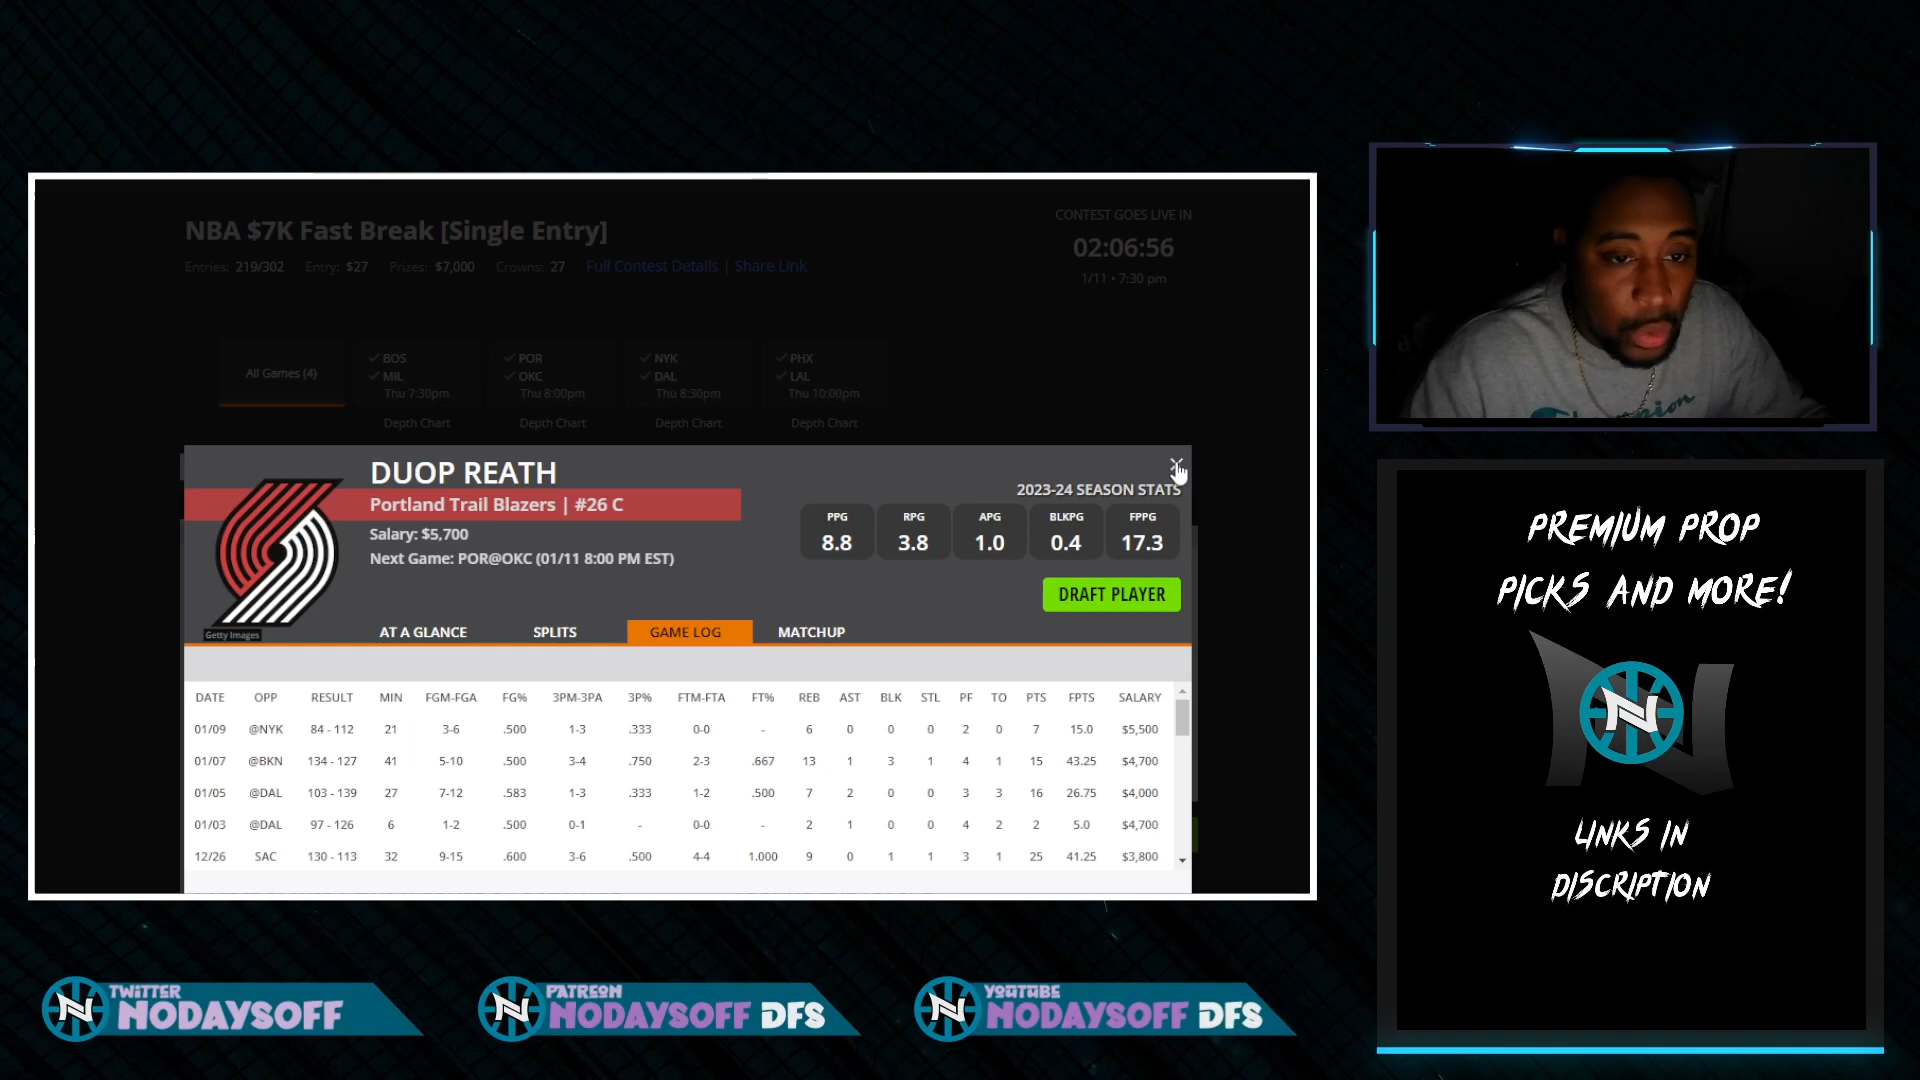 NBA $7K Fast Break [Single Entry]
Entries: 219/302 Entry: $27 Prizes: $7,000 Crowns: 27 Full Contest Details | Share Link
CONTEST GOES LIVE IN
02:06:56
1/11 • 7:30 pm
All Games (4)
BOS
MIL
Thu 7:30pm
Depth Chart
POR
OKC
Thu 8:00pm
Depth Chart
NYK
DAL
Thu 8:30pm
Depth Chart
PHX
LAL
Thu 10:00pm
Depth Chart
DUOP REATH
Portland Trail Blazers | #26 C
Salary: $5,700
Next Game: POR@OKC (01/11 8:00 PM EST)
Getty Images
2023-24 SEASON STATS
PPG RPG APG BLKPG FPPG
8.8 3.8 1.0 0.4 17.3
DRAFT PLAYER
AT A GLANCE SPLITS GAME LOG MATCHUP
DATE OPP RESULT MIN FGM-FGA FG% 3PM-3PA 3P% FTM-FTA FT% REB AST BLK STL PF TO PTS FPTS SALARY
01/09 @NYK 84 - 112 21 3-6 .500 1-3 .333 0-0 - 6 0 0 0 2 0 7 15.0 $5,500
01/07 @BKN 134 - 127 41 5-10 .500 3-4 .750 2-3 .667 13 1 3 1 4 1 15 43.25 $4,700
01/05 @DAL 103 - 139 27 7-12 .583 1-3 .333 1-2 .500 7 2 0 0 3 3 16 26.75 $4,000
01/03 @DAL 97 - 126 6 1-2 .500 0-1 - 0-0 - 2 1 0 0 4 2 2 5.0 $4,700
12/26 SAC 130 - 113 32 9-15 .600 3-6 .500 4-4 1.000 9 0 1 1 3 1 25 41.25 $3,800
Champion
PREMIUM PROP
PICKS AND MORE!
N
LINKS IN
DISCRIPTION
N TWITTER
NODAYSOFF
N PATREON
NODAYSOFF DFS
N YOUTUBE
NODAYSOFF DFS